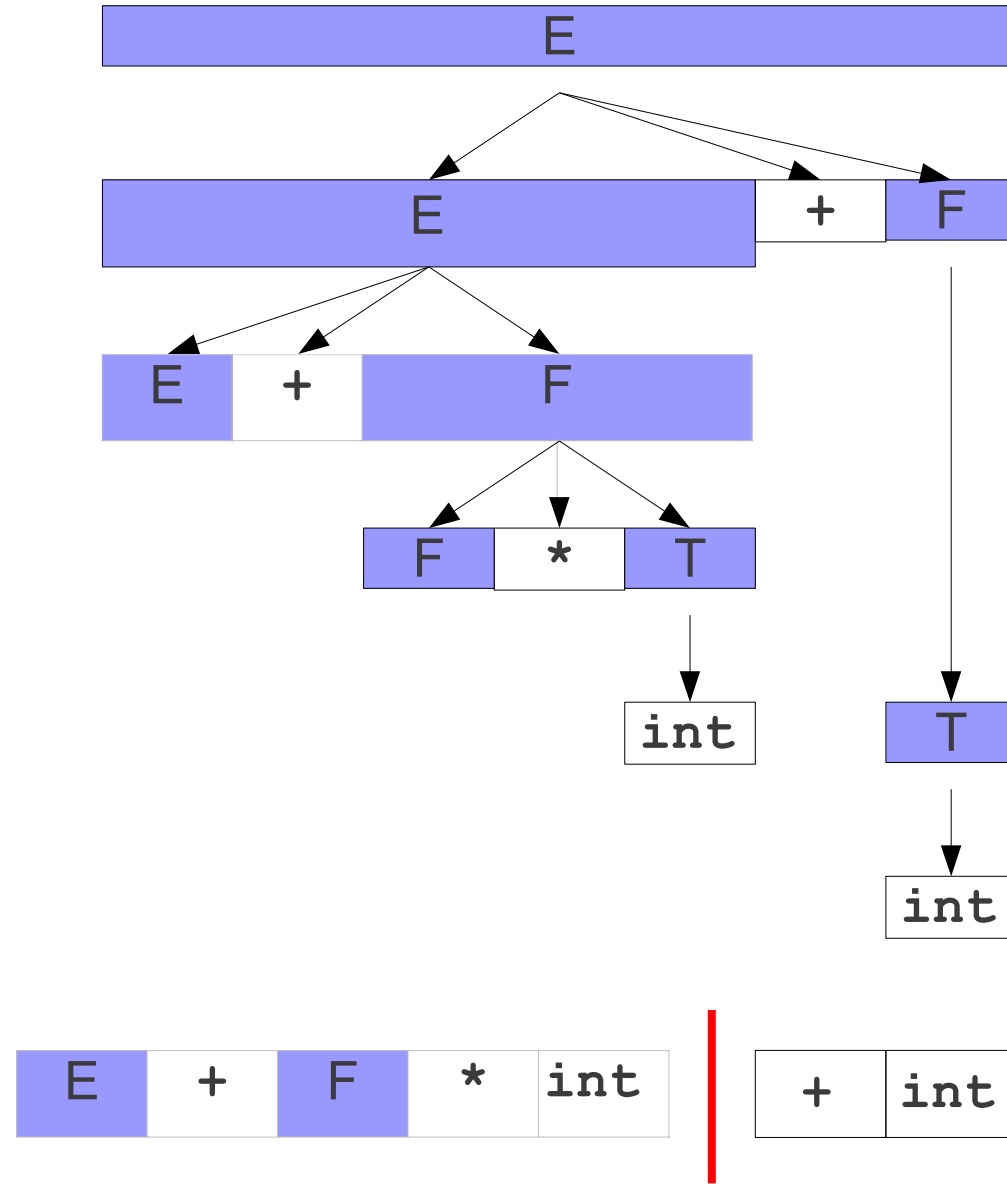 E
E + F
E + F
F * T
int T
int
E + F * int + int